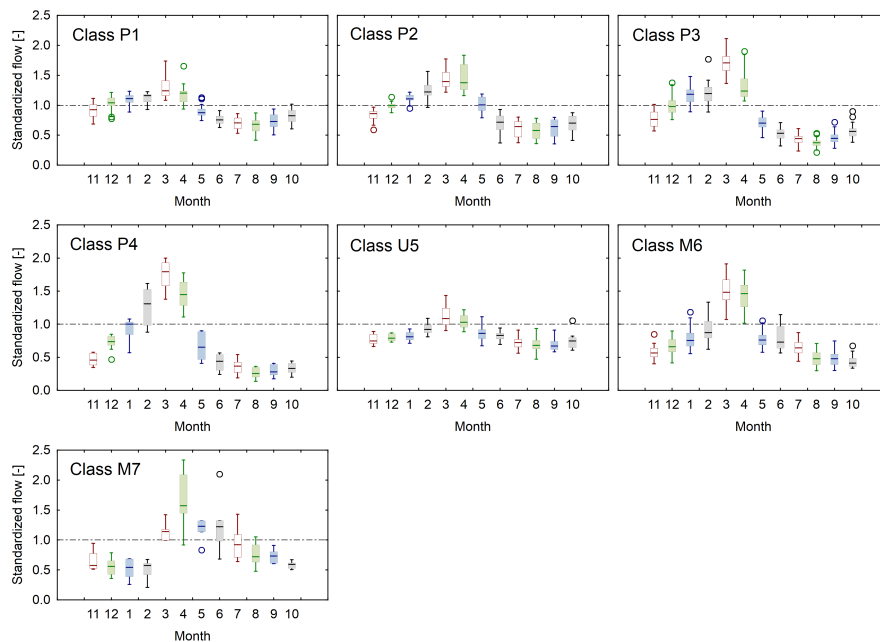 Standardized flow [-]
2.5
2.0
1.5
1.0
0.5
0.0
Class P1
11 12 1 2 3 4 5 6 7 8 9 10
Month
Class P2
11 12 1 2 3 4 5 6 7 8 9 10
Month
Class P3
11 12 1 2 3 4 5 6 7 8 9 10
Month
Standardized flow [-]
2.5
2.0
1.5
1.0
0.5
0.0
Class P4
11 12 1 2 3 4 5 6 7 8 9 10
Month
Class U5
11 12 1 2 3 4 5 6 7 8 9 10
Month
Class M6
11 12 1 2 3 4 5 6 7 8 9 10
Month
Standardized flow [-]
2.5
2.0
1.5
1.0
0.5
0.0
Class M7
11 12 1 2 3 4 5 6 7 8 9 10
Month